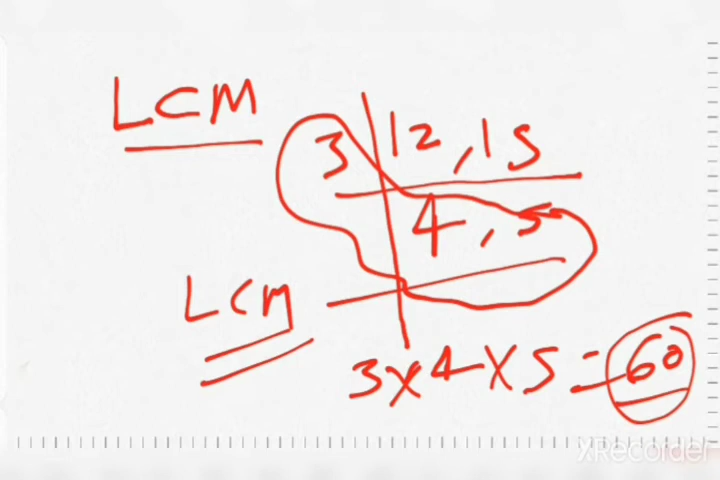 LCM
3 12, 15
4, 5
LCM
3x4x5 = 60
XRecorder